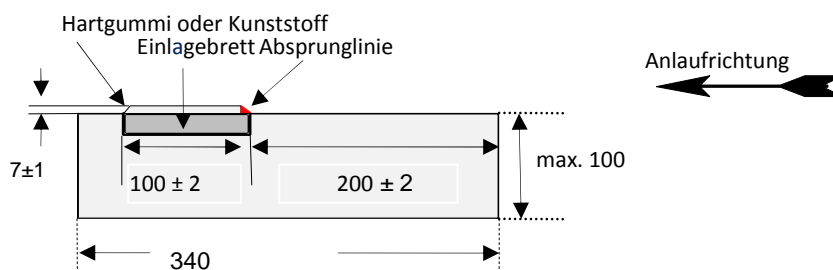 Hartgummi oder Kunststoff
Einlagebrett Absprunglinie
Anlaufrichtung
7±1
100 ± 2
200 ± 2
max. 100
340